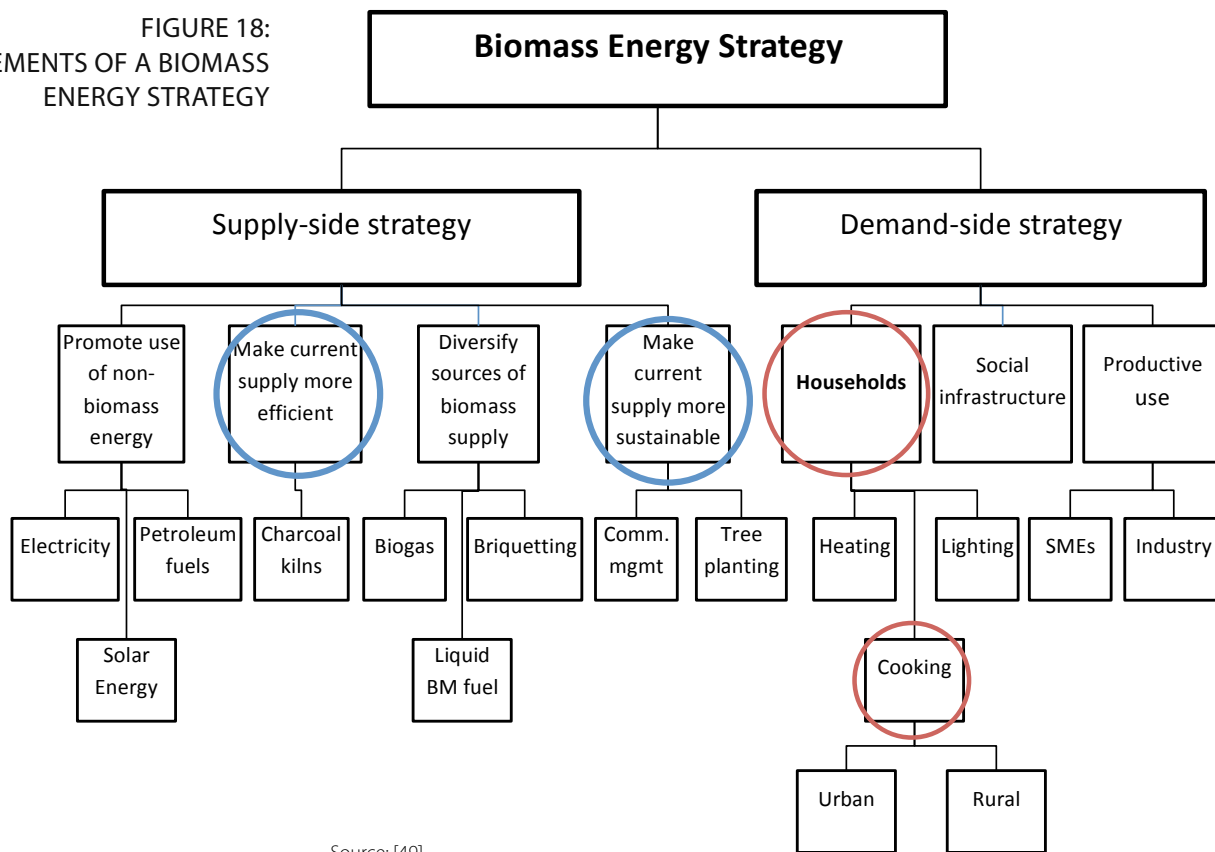 FIGURE 18:
EMENTS OF A BIOMASS
ENERGY STRATEGY
Biomass Energy Strategy
Supply-side strategy
Demand-side strategy
Promote use
of non-
biomass
energy
Make current
supply more
efficient
Diversify
sources of
biomass
supply
Make
current
supply more
sustainable
Households
Social
infrastructure
Productive
use
Electricity
Petroleum
fuels
Charcoal
kilns
Biogas
Briquetting
Comm.
mgmt
Tree
planting
Heating
Lighting
SMEs
Industry
Solar
Energy
Liquid
BM fuel
Cooking
Urban
Rural